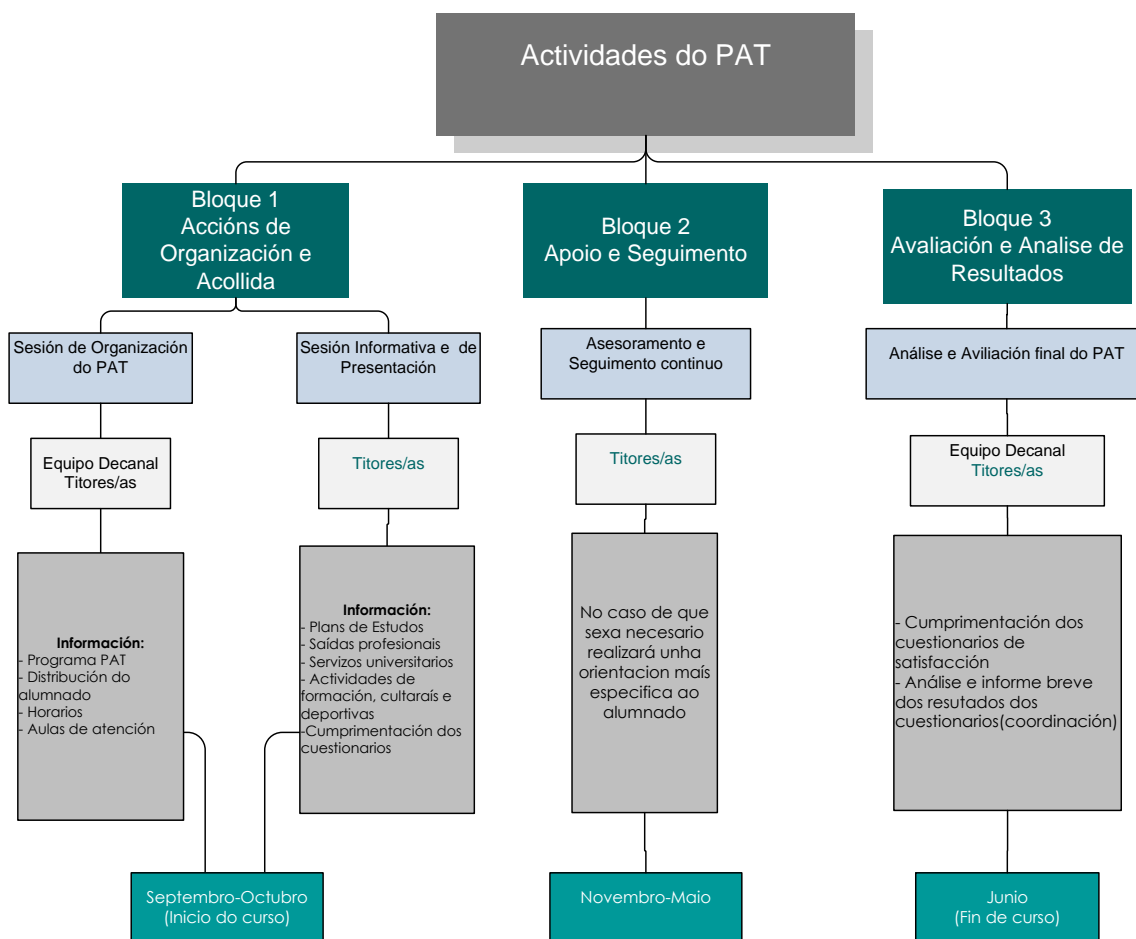 Actividades do PAT
Bloque 1
Accións de
Organización e
Acollida
Bloque 2
Apoio e Seguimento
Bloque 3
Avaliación e Analise de
Resultados
Sesión de Organización
do PAT
Sesión Informativa e de
Presentación
Asesoramento e
Seguimento continuo
Análise e Aviliación final do PAT
Equipo Decanal
Titores/as
Titores/as
Titores/as
Equipo Decanal
Titores/as
Información:
- Programa PAT
- Distribución do
alumnado
- Horarios
- Aulas de atención
Información:
- Plans de Estudos
- Saídas profesionais
- Servizos universitarios
- Actividades de
formación, cultaraís e
deportivas
-Cumprimentación dos
cuestionarios
No caso de que
sexa necesario
realizará unha
orientacion maís
especifica ao
alumnado
- Cumprimentación dos
cuestionarios de
satisfacción
- Análise e informe breve
dos resutados dos
cuestionarios(coordinación)
Septembro-Octubro
(Inicio do curso)
Novembro-Maio
Junio
(Fin de curso)